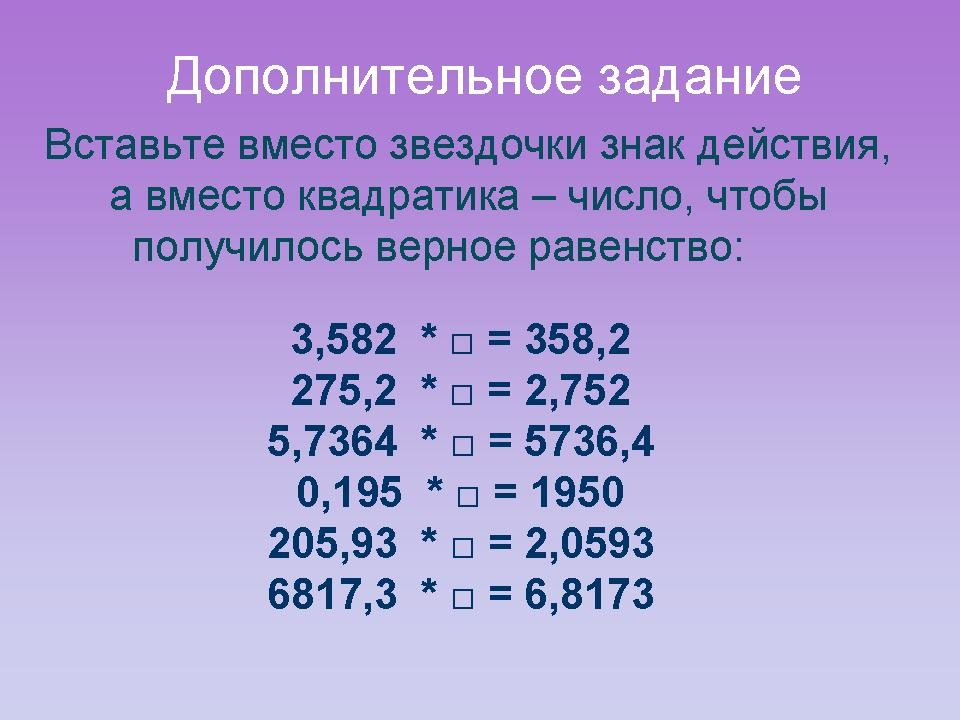 Дополнительное задание
Вставьте вместо звездочки знак действия,
а вместо квадратика – число, чтобы
получилось верное равенство:
3,582 * □ = 358,2
275,2 * □ = 2,752
5,7364 * □ = 5736,4
0,195 * □ = 1950
205,93 * □ = 2,0593
6817,3 * □ = 6,8173